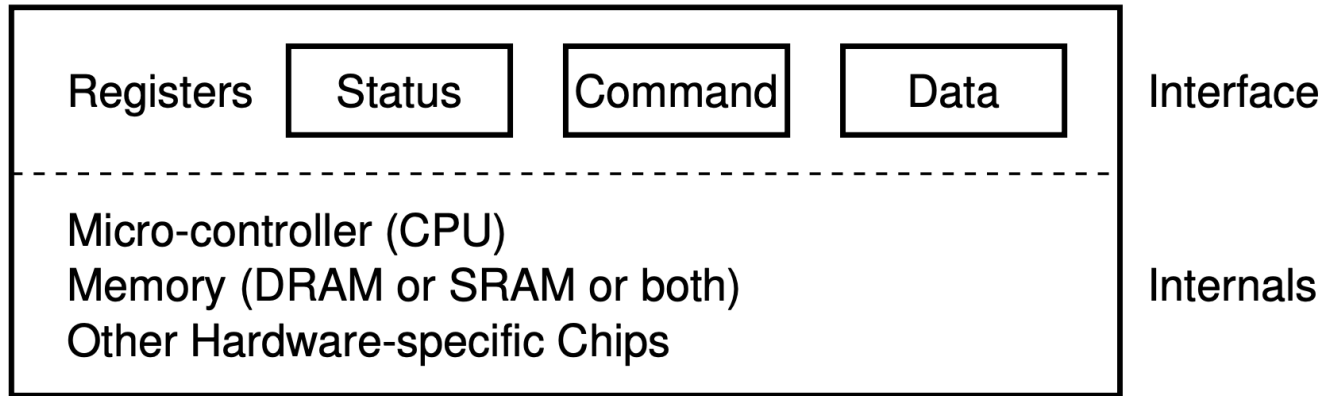 Registers Status Command Data Interface
Micro-controller (CPU)
Memory (DRAM or SRAM or both) Internals
Other Hardware-specific Chips